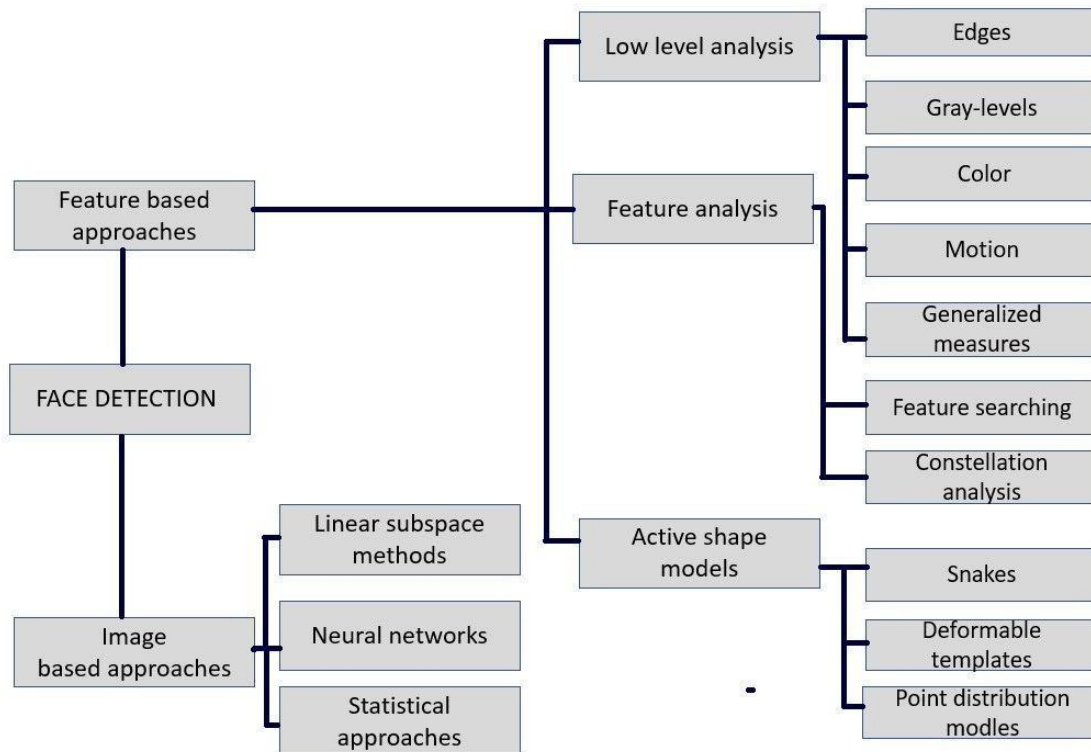 Low level analysis
Edges
Gray-levels
Color
Feature based
approaches
Feature analysis
Motion
Generalized
measures
FACE DETECTION
Feature searching
Constellation
analysis
Linear subspace
methods
Active shape
models
Snakes
Image
based approaches
Neural networks
Deformable
templates
Statistical
approaches
Point distribution
modles